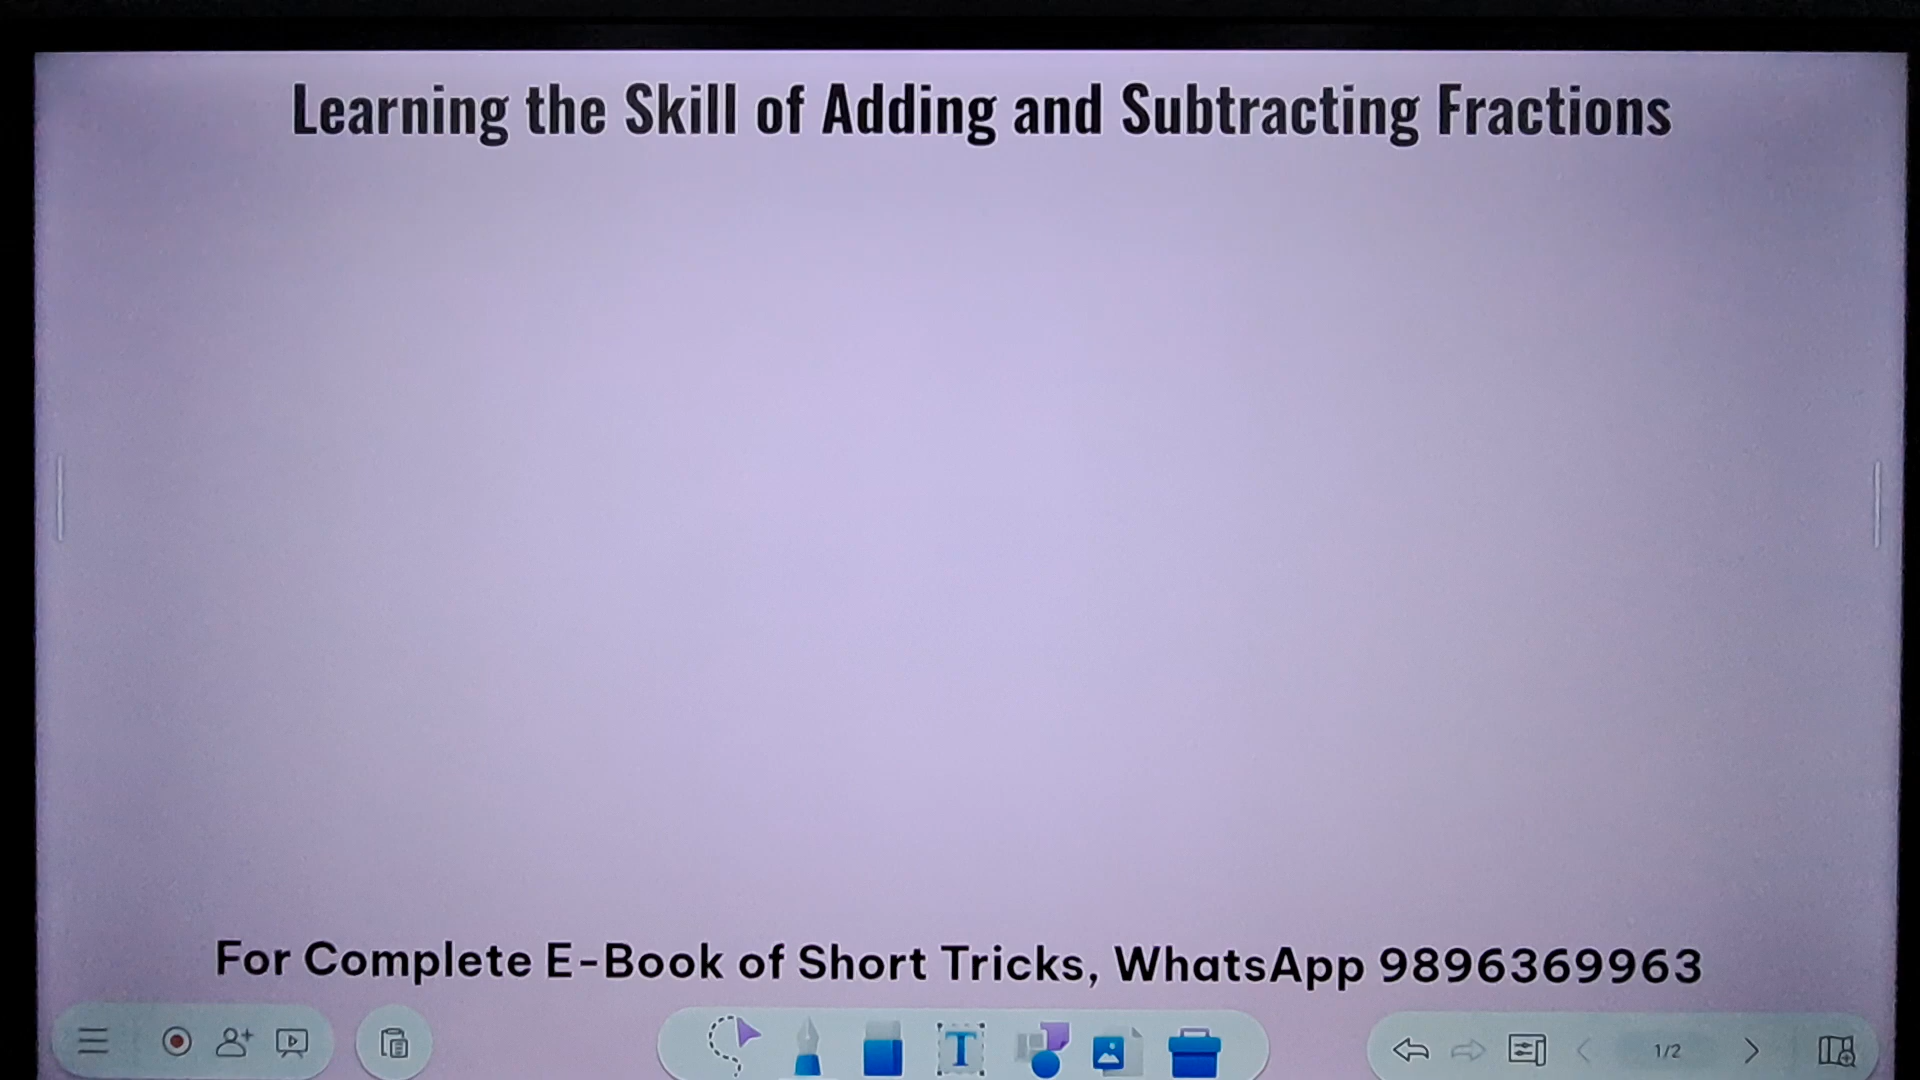 Learning the Skill of Adding and Subtracting Fractions
For Complete E-Book of Short Tricks, WhatsApp 9896369963
T
1/2